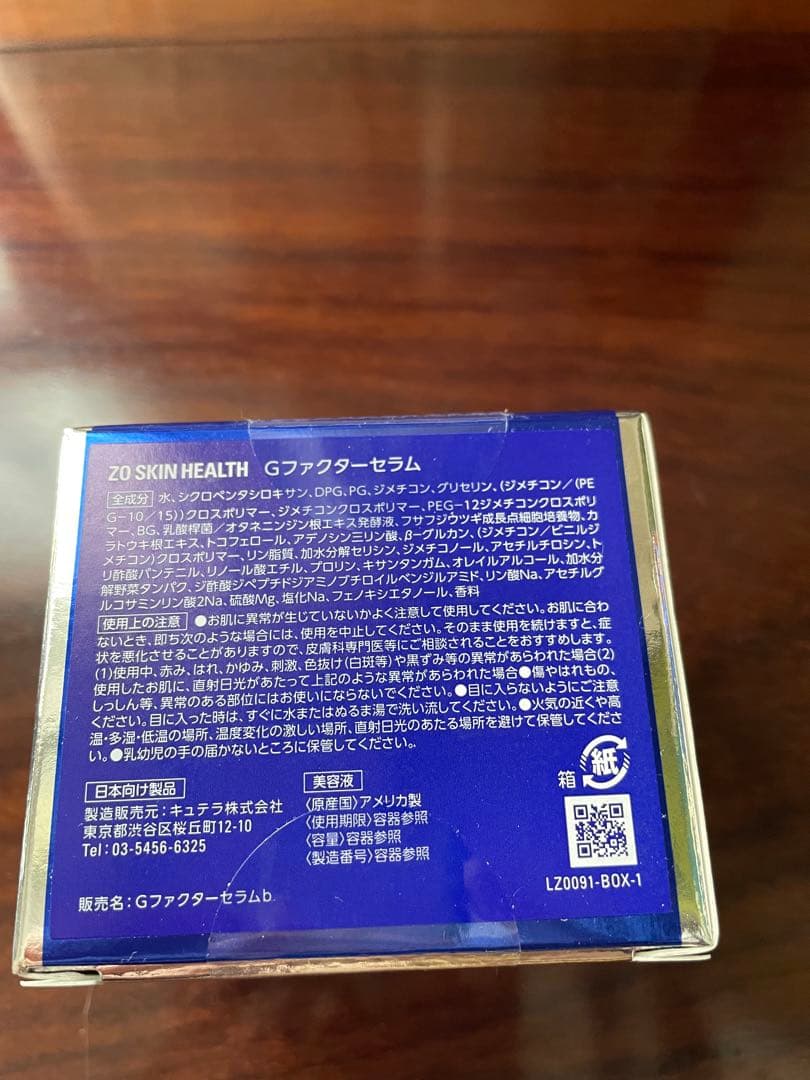 ZO SKIN HEALTH Gファクターセラム
全成分 水、シクロペンタシロキサン、DPG、PG、ジメチコン、グリセリン、(ジメチコン/(PE
G-10/15))クロスポリマー、ジメチコンクロスポリマー、PEG-12ジメチコンクロスポリ
マー、BG、乳酸桿菌/オタネニンジン根エキス発酵液、フサフジウツギ成長点細胞培養物、カ
ラトウキ根エキス、トコフェロール、アデノシン三リン酸、β-グルカン、(ジメチコン/ビニルジ
メチコン)クロスポリマー、リン脂質、加水分解セリシン、ジメチコノール、アセチルチロシン、ト
リ酢酸パンテニル、リノール酸エチル、プロリン、キサンタンガム、オレイルアルコール、加水分
解野菜タンパク、ジ酢酸ジペプチドジアミノブチロイルベンジルアミド、リン酸Na、アセチルグ
ルコサミンリン酸2Na、硫酸Mg、塩化Na、フェノキシエタノール、香料
使用上の注意 ●お肌に異常が生じていないかよく注意して使用してください。お肌に合わ
ないとき、即ち次のような場合には、使用を中止してください。そのまま使用を続けますと、症
状を悪化させることがありますので、皮膚科専門医等にご相談されることをおすすめします。
(1)使用中、赤み、はれ、かゆみ、刺激、色抜け(白斑等)や黒ずみ等の異常があらわれた場合(2)
使用したお肌に、直射日光があたって上記のような異常があらわれた場合●傷やはれもの、
しっしん等、異常のある部位にはお使いにならないでください。●目に入らないようにご注意
ください。目に入った時は、すぐに水またはぬるま湯で洗い流してください。●火気の近くや高
温・多湿・低温の場所、温度変化の激しい場所、直射日光のあたる場所を避けて保管してくださ
い。●乳幼児の手の届かないところに保管してください。
日本向け製品
製造販売元:キュテラ株式会社
東京都渋谷区桜丘町12-10
Tel:03-5456-6325
販売名:Gファクターセラムb
美容液
〈原産国〉アメリカ製
〈使用期限〉容器参照
〈容量〉容器参照
〈製造番号〉容器参照
箱 紙
LZ0091-BOX-1